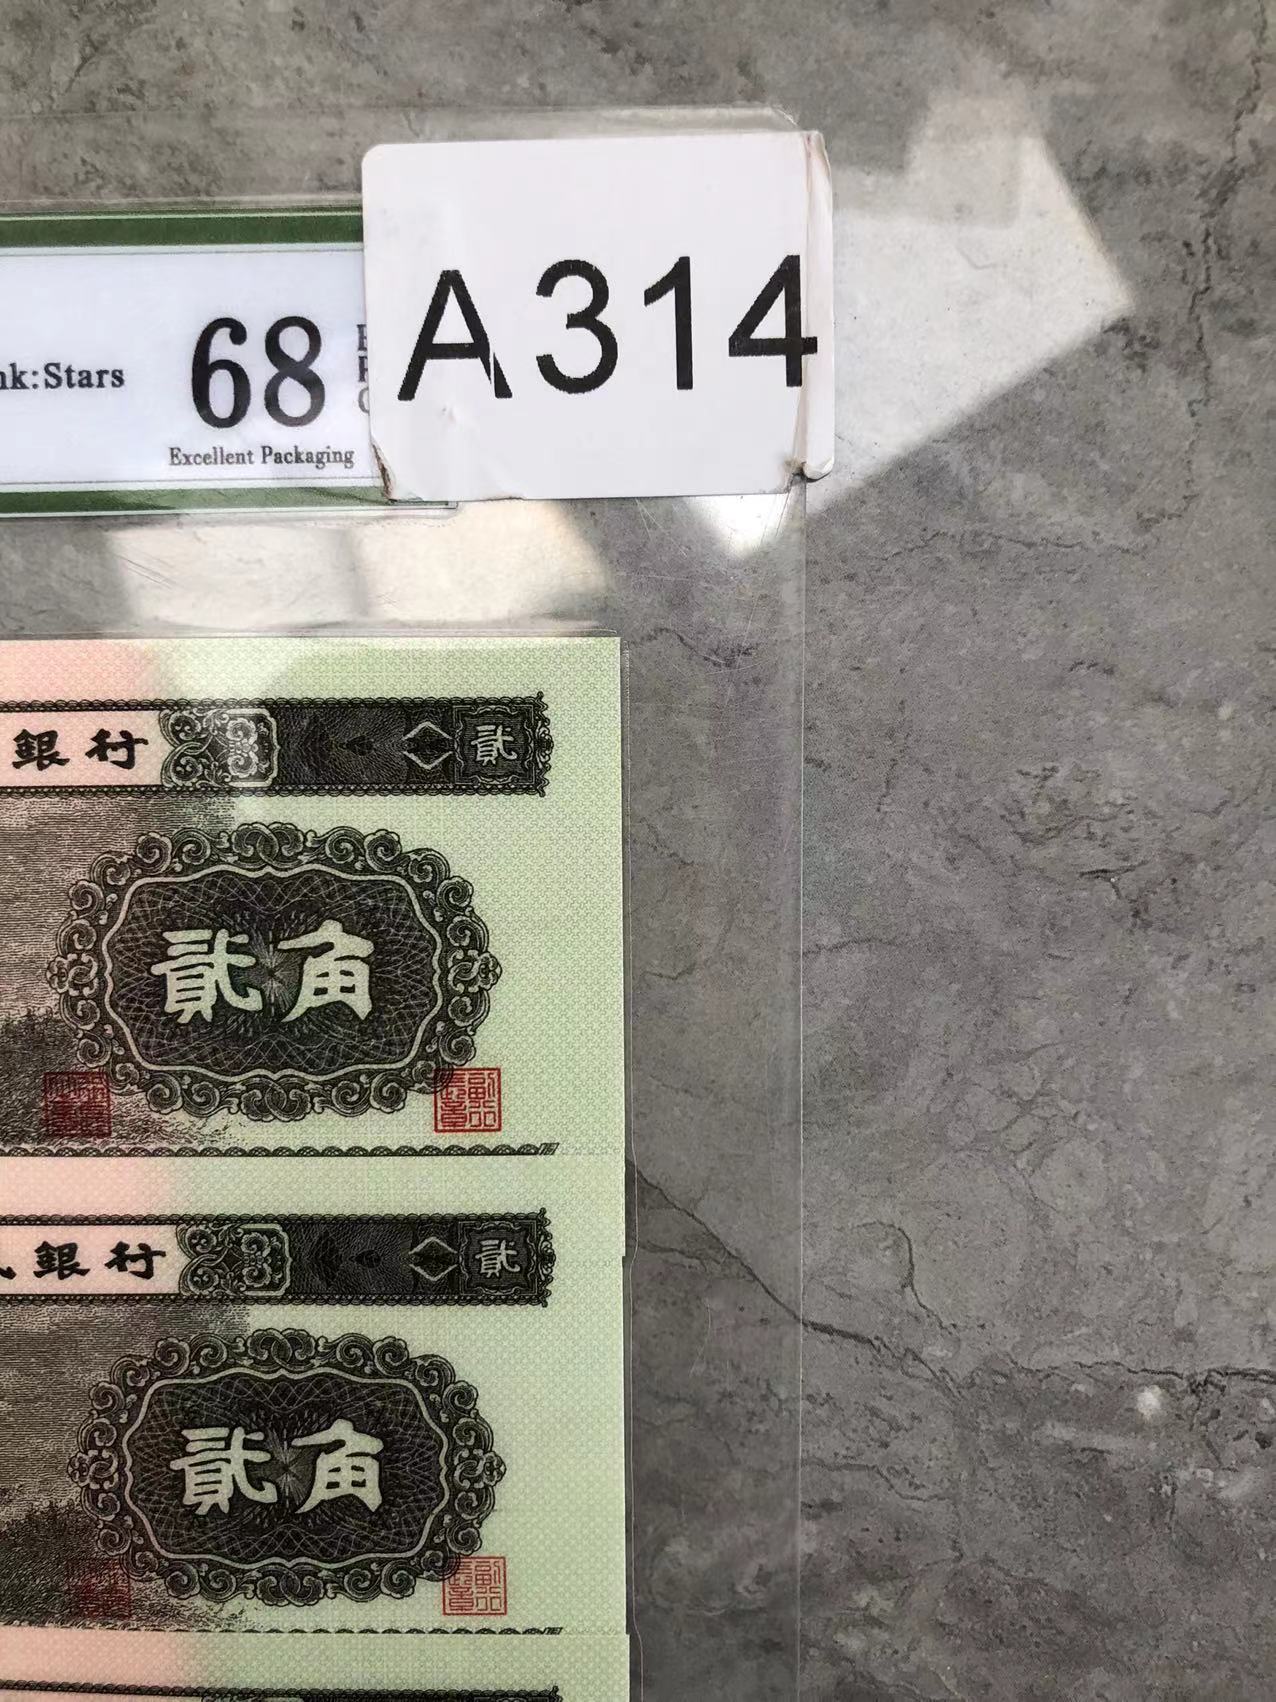 A314
nk:Stars
68
Excellent Packaging
銀行
貳
貳角
銀行
貳
貳角